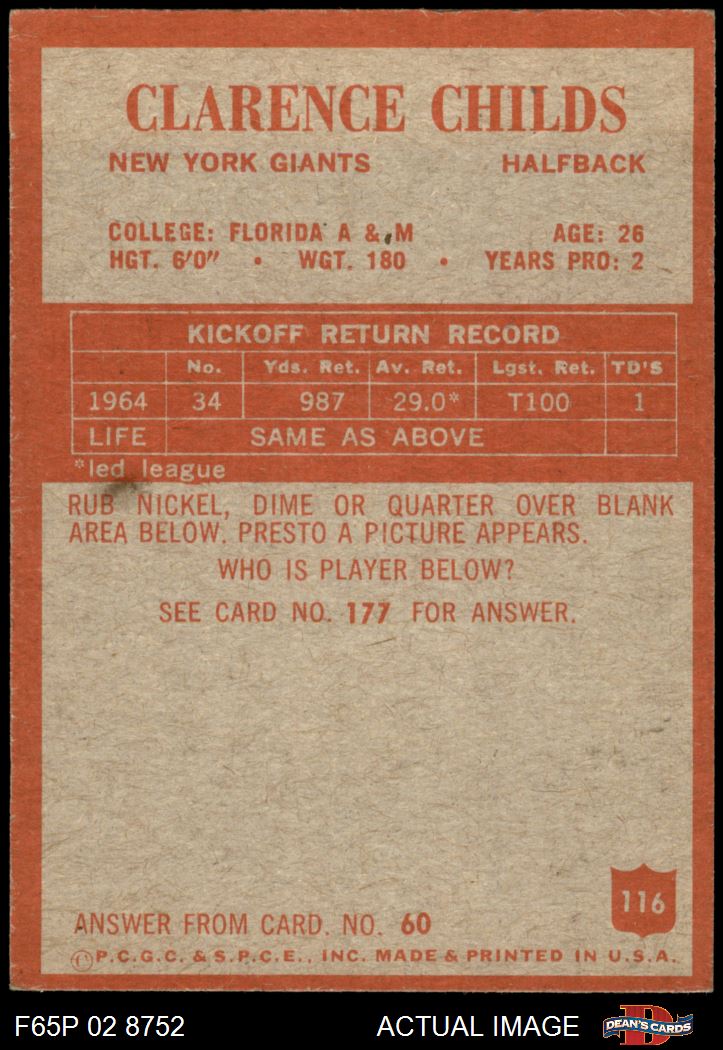 CLARENCE CHILDS
NEW YORK GIANTS HALFBACK
COLLEGE: FLORIDA A & M AGE: 26
HGT. 6'0" • WGT. 180 • YEARS PRO: 2
KICKOFF RETURN RECORD
No. Yds. Ret. Av. Ret. Lgst. Ret. TD'S
1964 34 987 29.0* T100 1
LIFE SAME AS ABOVE
*led league
RUB NICKEL, DIME OR QUARTER OVER BLANK
AREA BELOW. PRESTO A PICTURE APPEARS.
WHO IS PLAYER BELOW?
SEE CARD NO. 177 FOR ANSWER.
116
ANSWER FROM CARD. NO. 60
©P.C.G.C. & S.P.C.E., INC. MADE & PRINTED IN U.S.A.
F65P 02 8752 ACTUAL IMAGE D DEAN'S CARDS